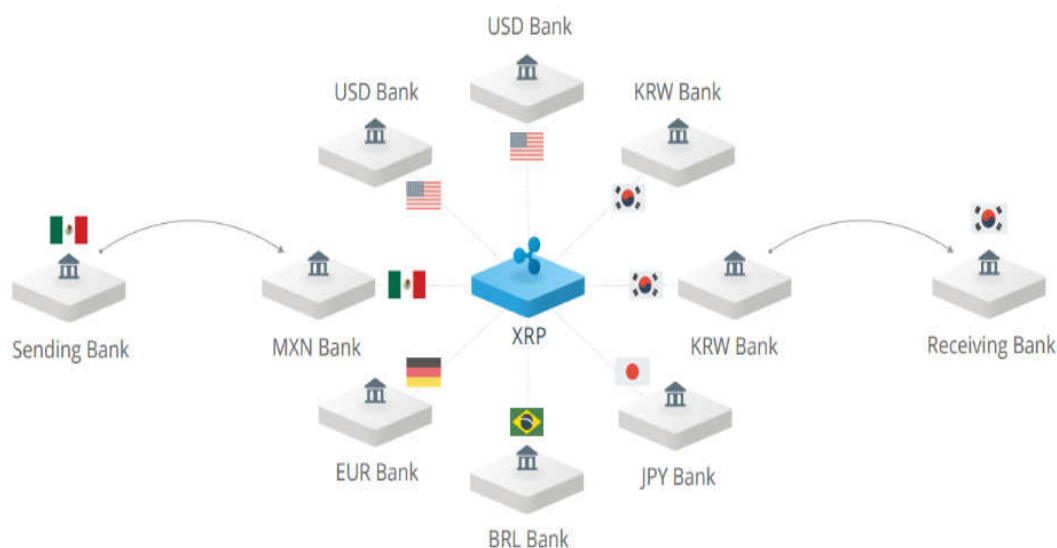 USD Bank
USD Bank
KRW Bank
Sending Bank
MXN Bank
XRP
KRW Bank
Receiving Bank
EUR Bank
JPY Bank
BRL Bank